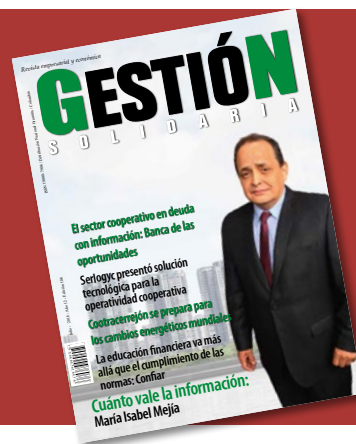 Revista empresarial y económica
GESTIÓN
SOLIDARIA
El sector cooperativo en deuda
con información: Banca de las
oportunidades
Serlogyc presentó solución
tecnológica para la
operatividad cooperativa
Cootracerrejón se prepara para
los cambios energéticos mundiales
La educación financiera va más
allá que el cumplimiento de las
normas: Confiar
Cuánto vale la información:
María Isabel Mejía